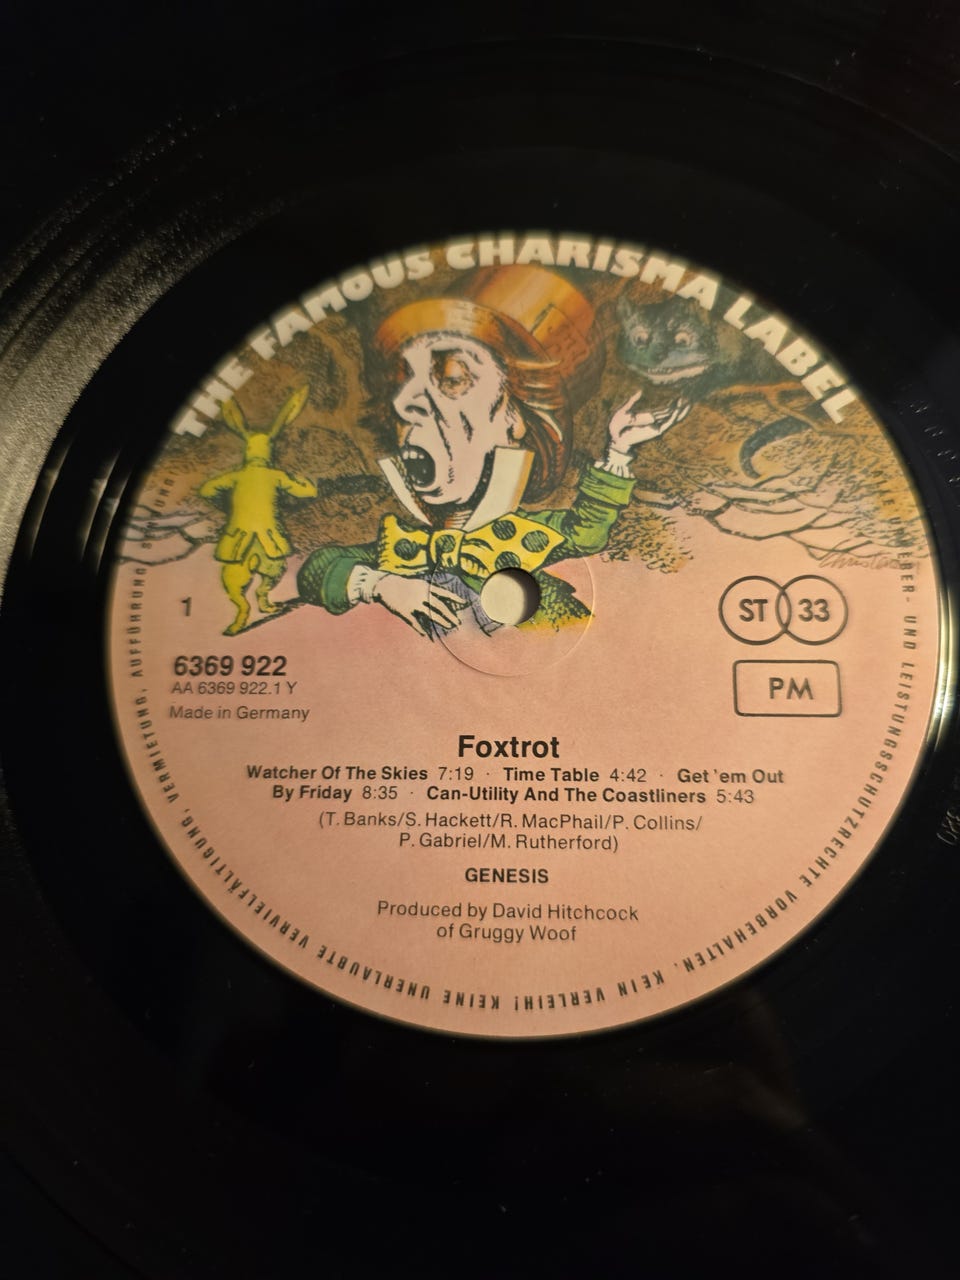 THE FAMOUS CHARISMA LABEL
1
ST 33
6369 922
AA 6369 922.1 Y
Made in Germany
PM
Foxtrot
Watcher Of The Skies 7:19 · Time Table 4:42 · Get 'em Out
By Friday 8:35 · Can-Utility And The Coastliners 5:43
(T. Banks/S. Hackett/R. MacPhail/P. Collins/
P. Gabriel/M. Rutherford)
GENESIS
Produced by David Hitchcock
of Gruggy Woof
URHEBER- UND LEISTUNGSSCHUTZRECHTE VORBEHALTEN. KEIN VERLEIH! KEINE UNERLAUBTE VERVIELFÄLTIGUNG, VERMIETUNG, AUFFÜHRUNG,